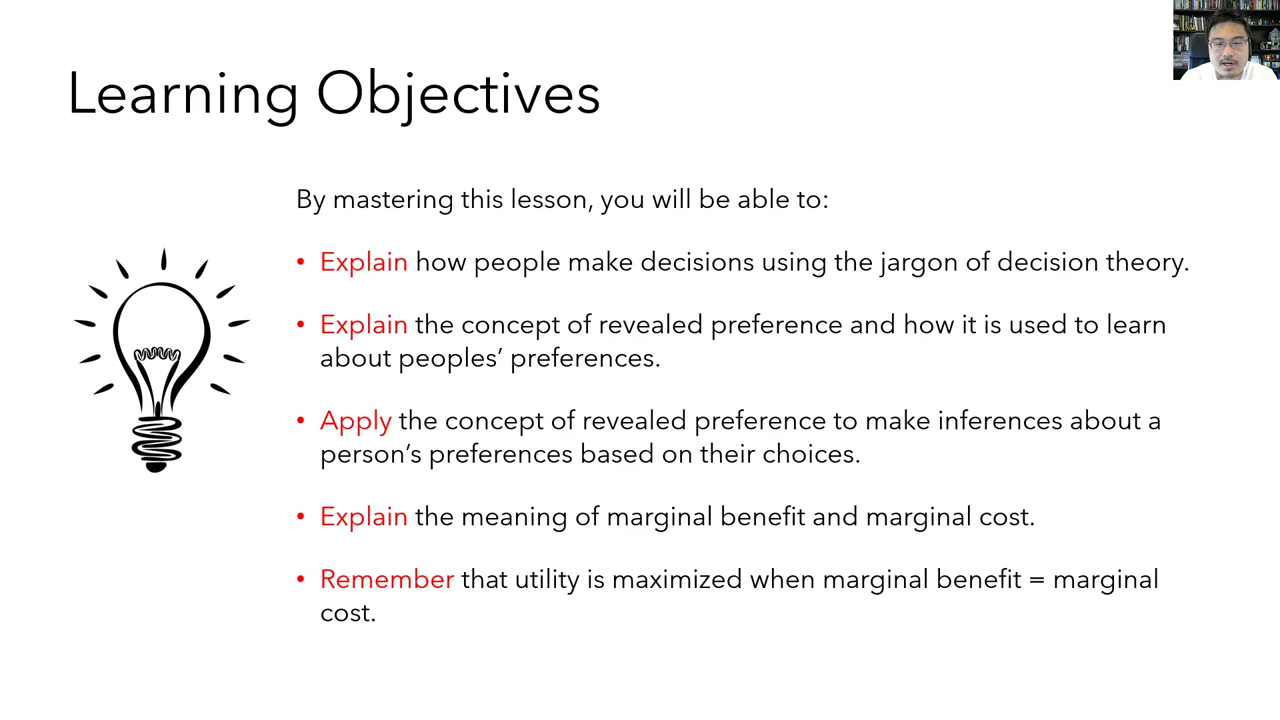 Learning Objectives
By mastering this lesson, you will be able to:
• Explain how people make decisions using the jargon of decision theory.
• Explain the concept of revealed preference and how it is used to learn
about peoples’ preferences.
• Apply the concept of revealed preference to make inferences about a
person’s preferences based on their choices.
• Explain the meaning of marginal benefit and marginal cost.
• Remember that utility is maximized when marginal benefit = marginal
cost.